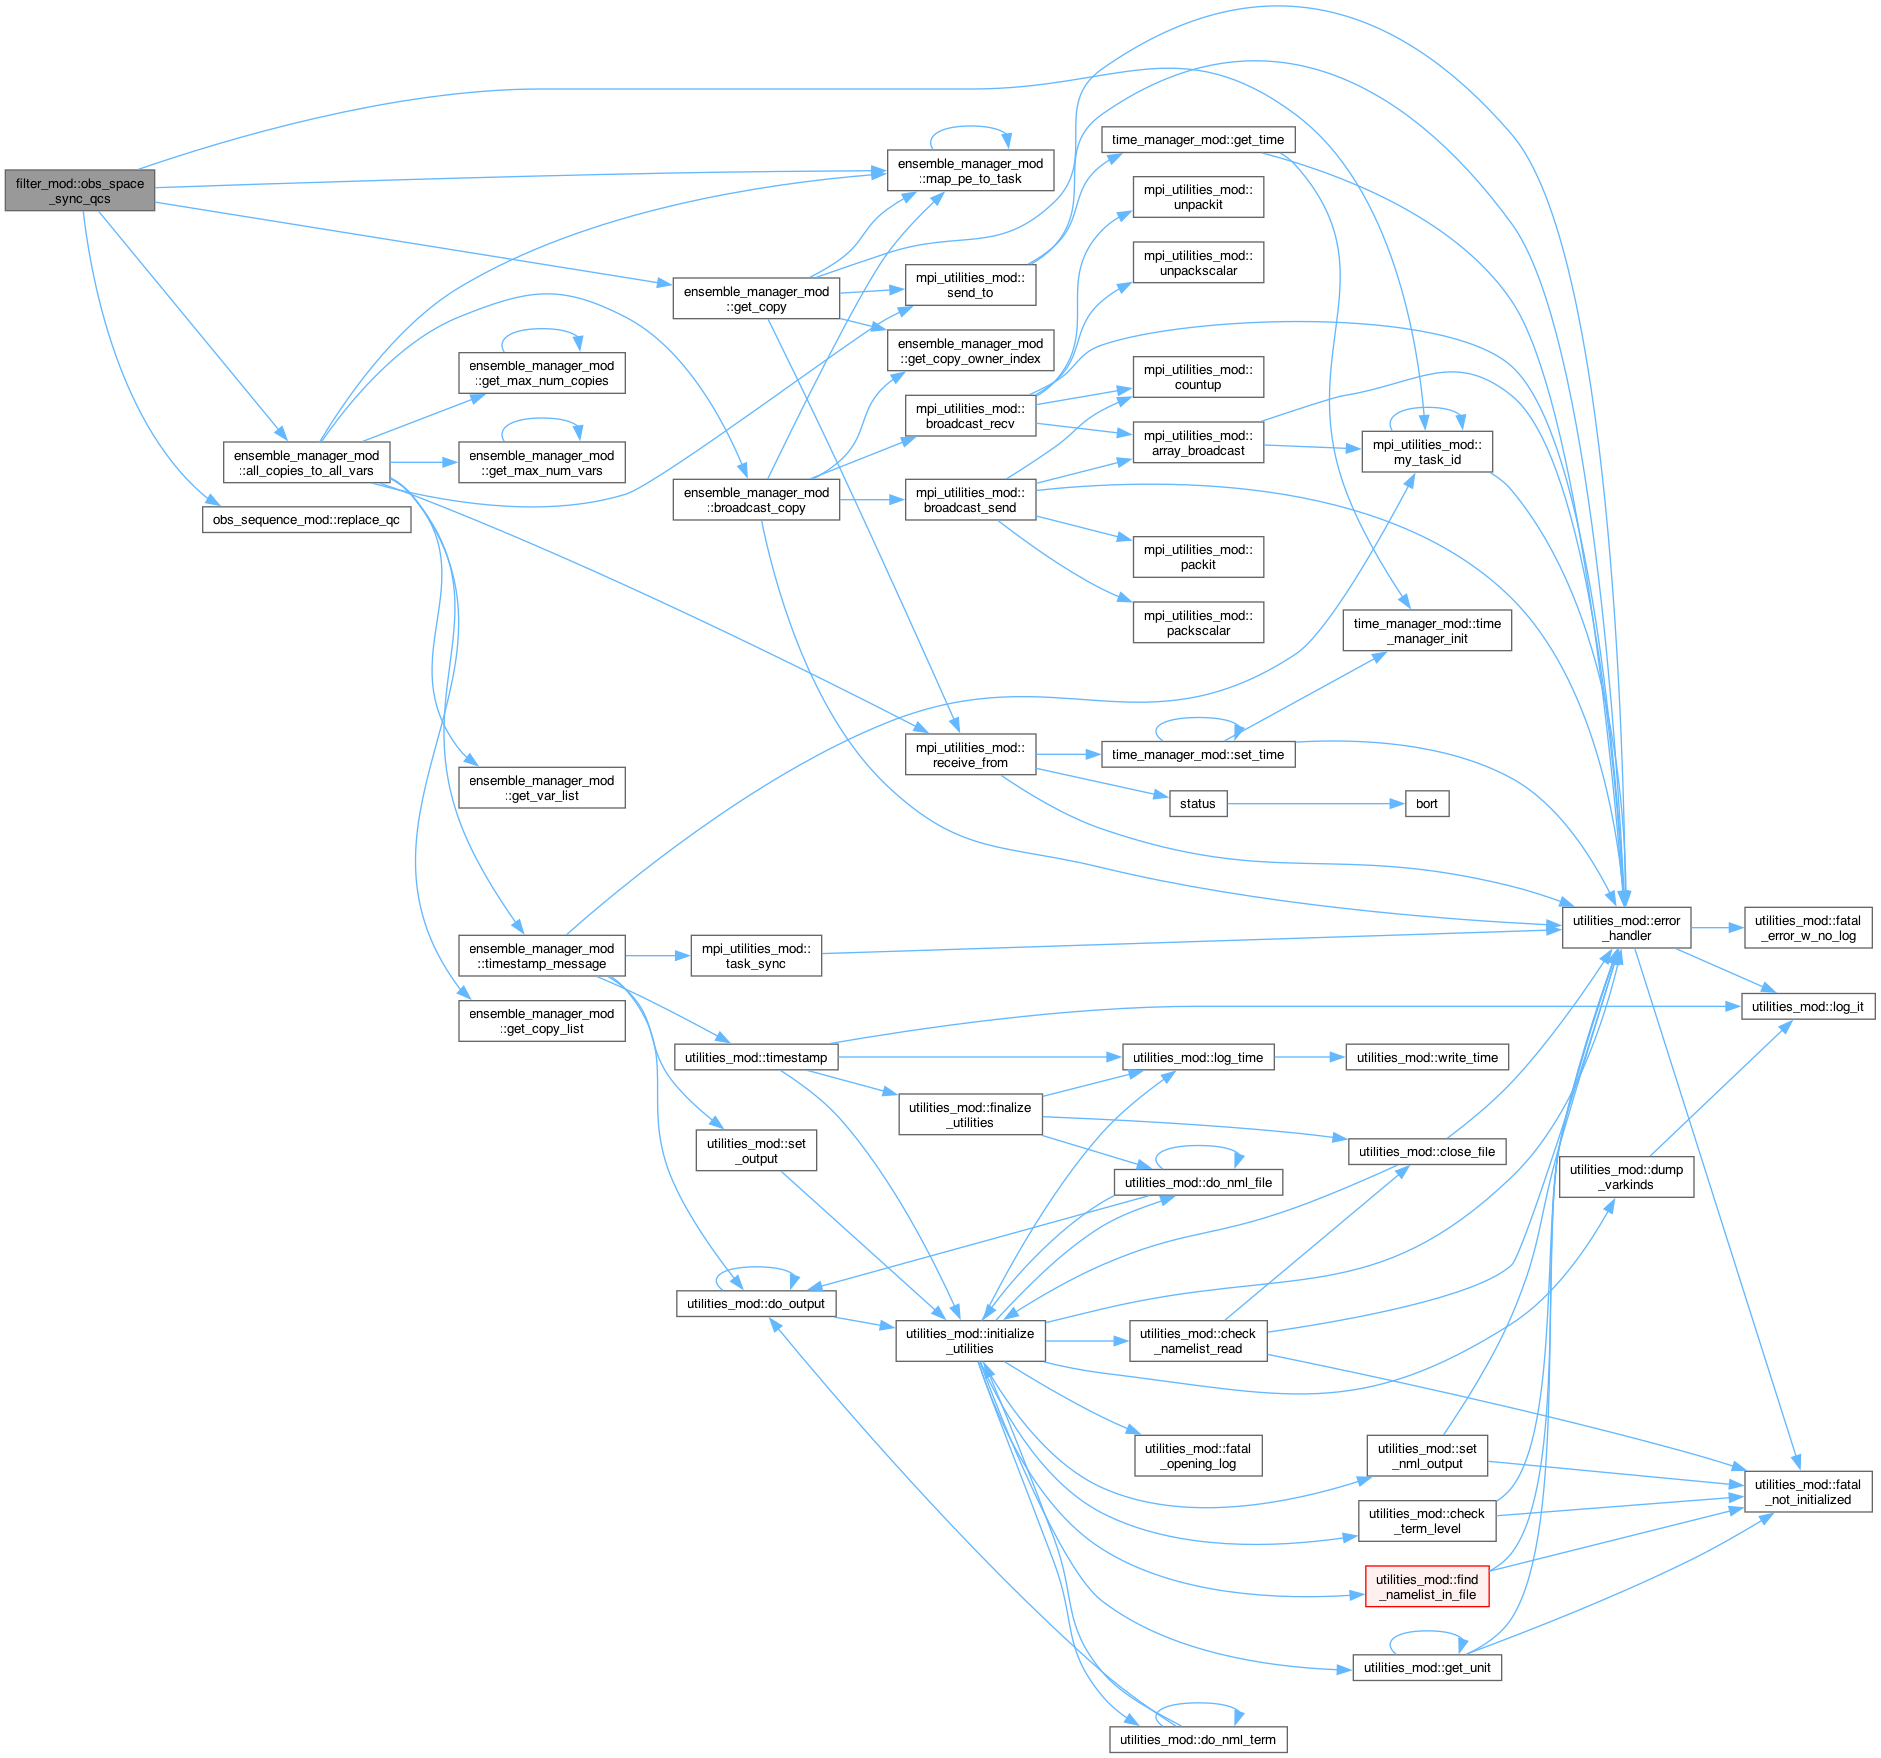 filter_mod::obs_space
_sync_qcs
ensemble_manager_mod
::all_copies_to_all_vars
obs_sequence_mod::replace_qc
ensemble_manager_mod
::get_max_num_copies
ensemble_manager_mod
::get_max_num_vars
ensemble_manager_mod
::get_var_list
ensemble_manager_mod
::timestamp_message
ensemble_manager_mod
::get_copy_list
ensemble_manager_mod
::get_copy
ensemble_manager_mod
::broadcast_copy
mpi_utilities_mod::
task_sync
utilities_mod::timestamp
utilities_mod::set
_output
utilities_mod::do_output
ensemble_manager_mod
::map_pe_to_task
mpi_utilities_mod::
send_to
ensemble_manager_mod
::get_copy_owner_index
mpi_utilities_mod::
broadcast_recv
mpi_utilities_mod::
broadcast_send
mpi_utilities_mod::
receive_from
utilities_mod::finalize
_utilities
utilities_mod::initialize
_utilities
time_manager_mod::get_time
mpi_utilities_mod::
unpackit
mpi_utilities_mod::
unpackscalar
mpi_utilities_mod::
countup
mpi_utilities_mod::
array_broadcast
mpi_utilities_mod::
packit
mpi_utilities_mod::
packscalar
time_manager_mod::set_time
status
utilities_mod::log_time
utilities_mod::do_nml_file
utilities_mod::check
_namelist_read
utilities_mod::fatal
_opening_log
utilities_mod::do_nml_term
mpi_utilities_mod::
my_task_id
time_manager_mod::time
_manager_init
bort
utilities_mod::write_time
utilities_mod::close_file
utilities_mod::set
_nml_output
utilities_mod::check
_term_level
utilities_mod::find
_namelist_in_file
utilities_mod::get_unit
utilities_mod::error
_handler
utilities_mod::dump
_varkinds
utilities_mod::fatal
_error_w_no_log
utilities_mod::log_it
utilities_mod::fatal
_not_initialized